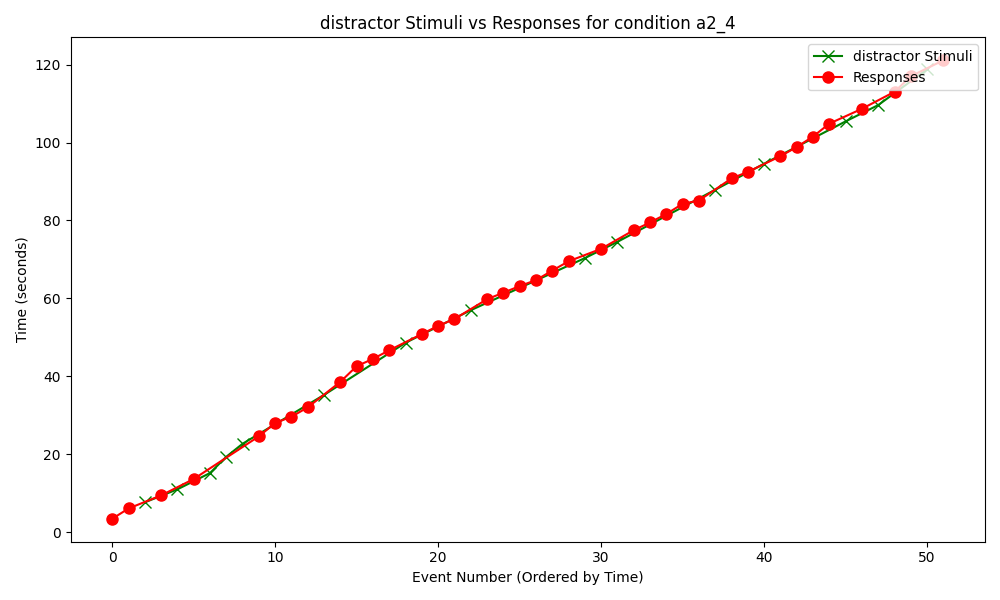 distractor Stimuli vs Responses for condition a2_4
distractor Stimuli
Responses
120
100
80
60
40
20
0
Time (seconds)
0 10 20 30 40 50
Event Number (Ordered by Time)